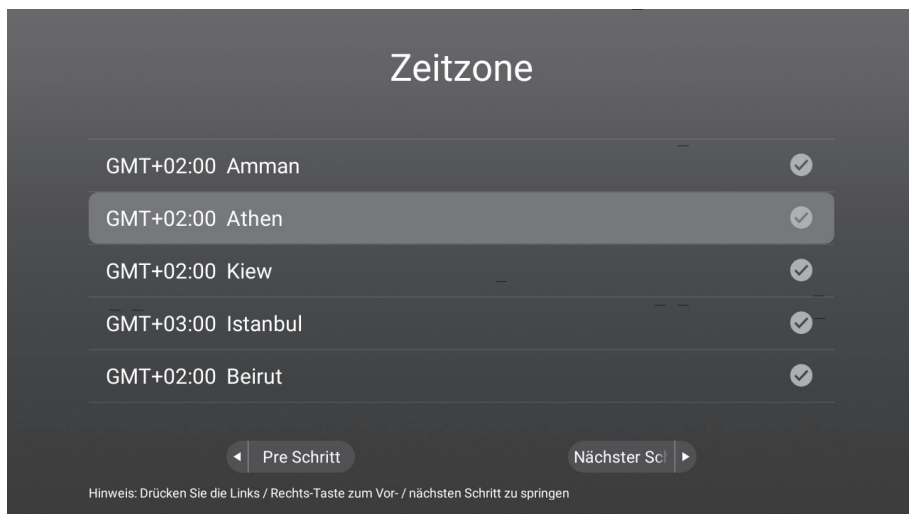 Zeitzone
GMT+02:00 Amman
GMT+02:00 Athen
GMT+02:00 Kiew
GMT+03:00 Istanbul
GMT+02:00 Beirut
Pre Schritt
Nächster Sch
Hinweis: Drücken Sie die Links / Rechts-Taste zum Vor- / nächsten Schritt zu springen